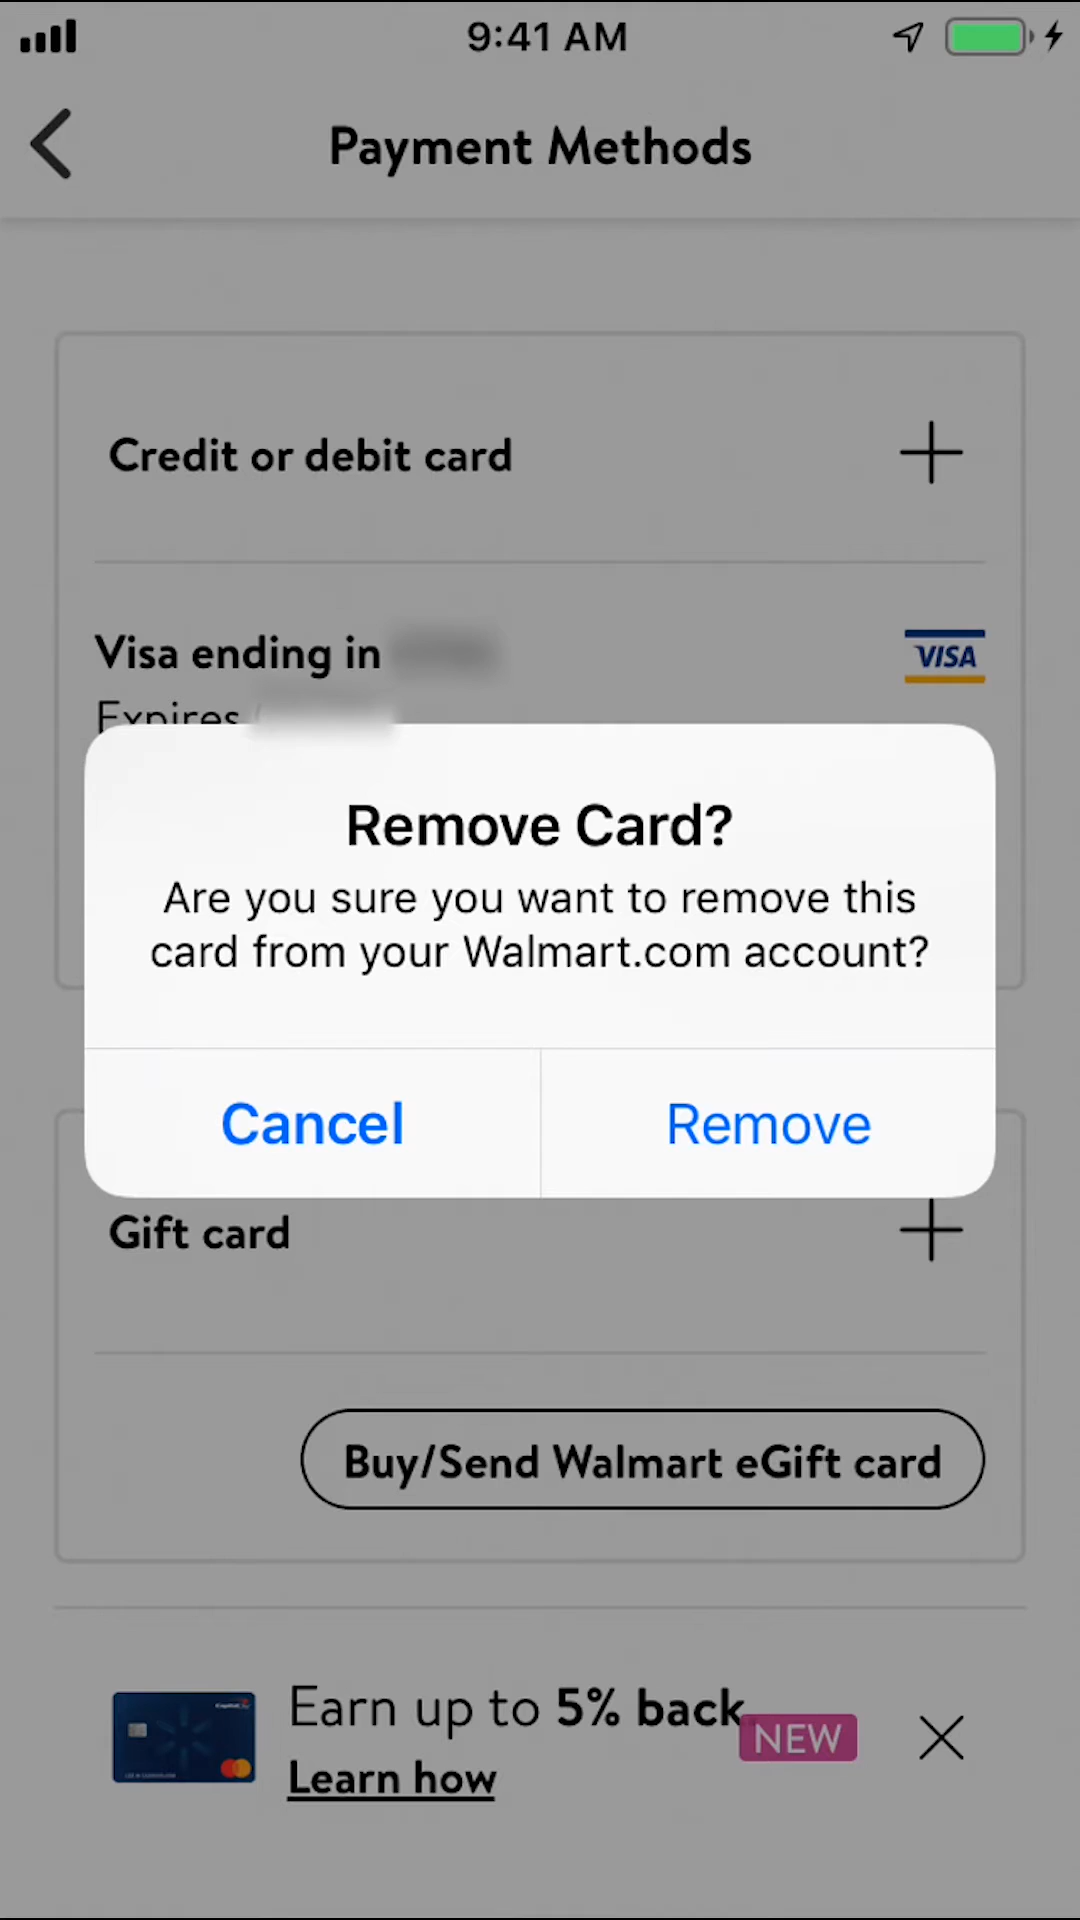 9:41 AM
Payment Methods
Credit or debit card
Visa ending in
VISA
Expires
Remove Card?
Are you sure you want to remove this
card from your Walmart.com account?
Cancel
Remove
Gift card
Buy/Send Walmart eGift card
Earn up to 5% back
NEW
Learn how